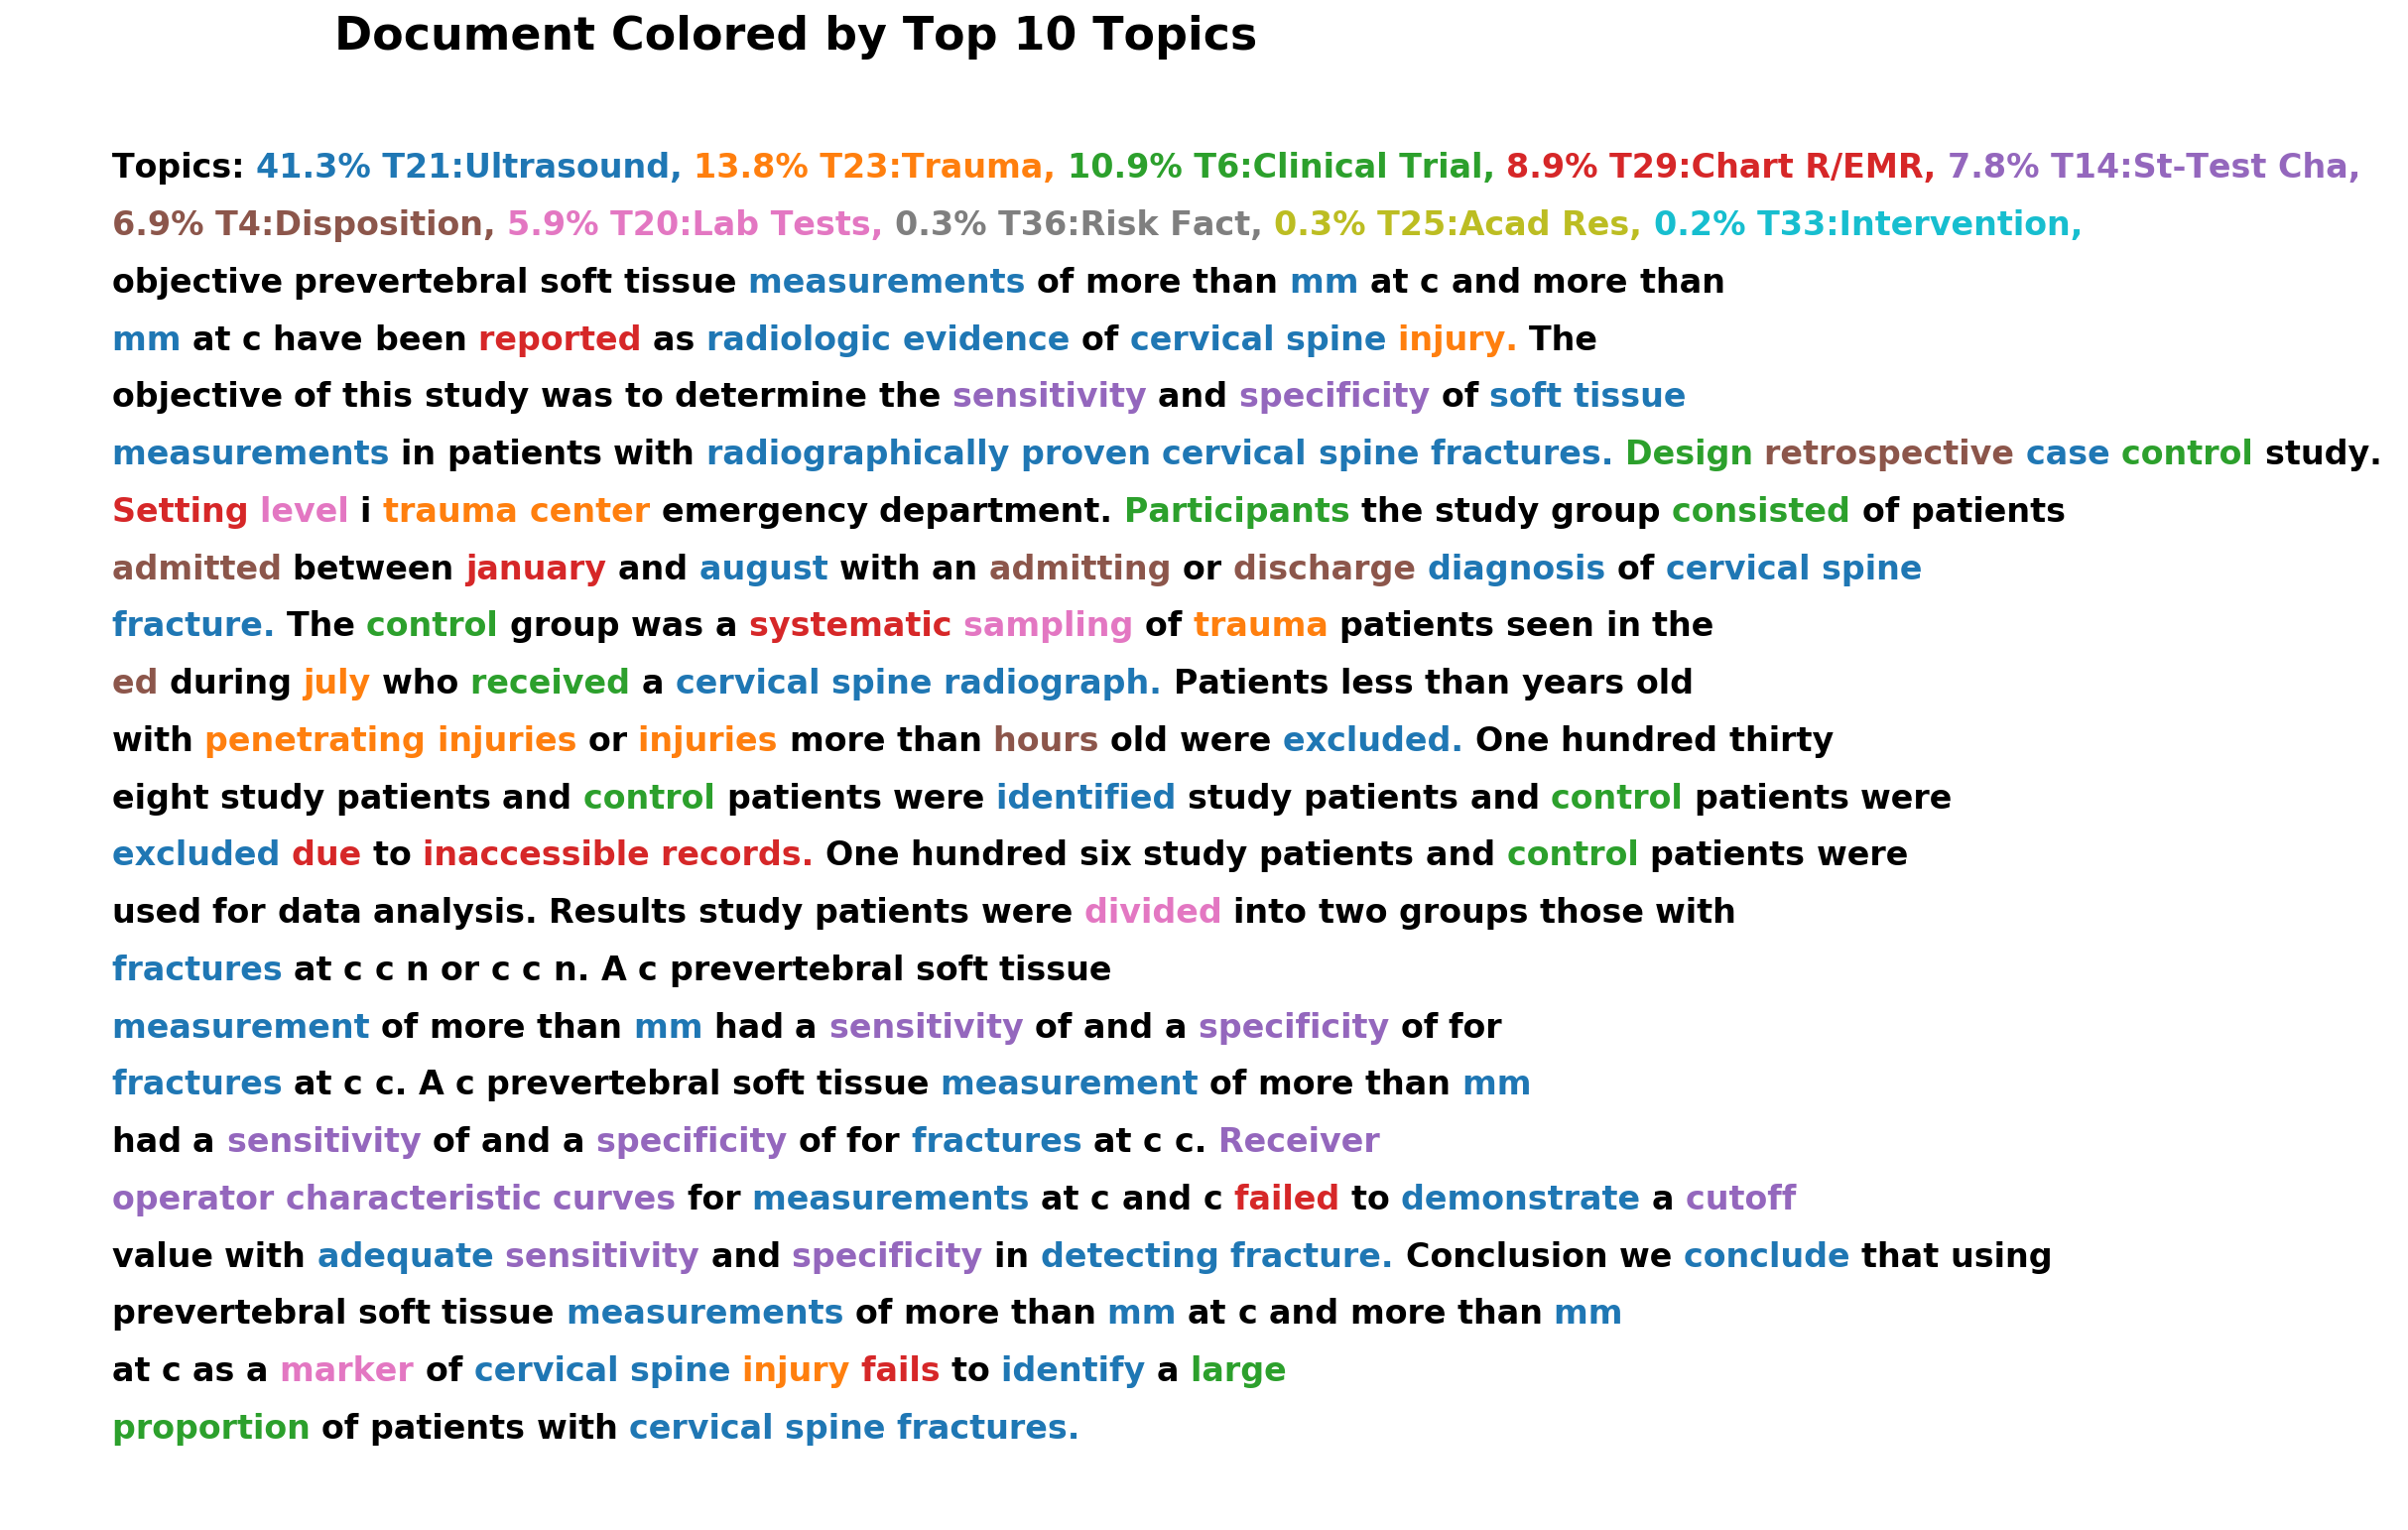 Document Colored by Top 10 Topics
Topics: 41.3% T21:Ultrasound, 13.8% T23:Trauma, 10.9% T6:Clinical Trial, 8.9% T29:Chart R/EMR, 7.8% T14:St-Test Cha,
6.9% T4:Disposition, 5.9% T20:Lab Tests, 0.3% T36:Risk Fact, 0.3% T25:Acad Res, 0.2% T33:Intervention,
objective prevertebral soft tissue measurements of more than mm at c and more than
mm at c have been reported as radiologic evidence of cervical spine injury. The
objective of this study was to determine the sensitivity and specificity of soft tissue
measurements in patients with radiographically proven cervical spine fractures. Design retrospective case control study.
Setting level i trauma center emergency department. Participants the study group consisted of patients
admitted between january and august with an admitting or discharge diagnosis of cervical spine
fracture. The control group was a systematic sampling of trauma patients seen in the
ed during july who received a cervical spine radiograph. Patients less than years old
with penetrating injuries or injuries more than hours old were excluded. One hundred thirty
eight study patients and control patients were identified study patients and control patients were
excluded due to inaccessible records. One hundred six study patients and control patients were
used for data analysis. Results study patients were divided into two groups those with
fractures at c c n or c c n. A c prevertebral soft tissue
measurement of more than mm had a sensitivity of and a specificity of for
fractures at c c. A c prevertebral soft tissue measurement of more than mm
had a sensitivity of and a specificity of for fractures at c c. Receiver
operator characteristic curves for measurements at c and c failed to demonstrate a cutoff
value with adequate sensitivity and specificity in detecting fracture. Conclusion we conclude that using
prevertebral soft tissue measurements of more than mm at c and more than mm
at c as a marker of cervical spine injury fails to identify a large
proportion of patients with cervical spine fractures.